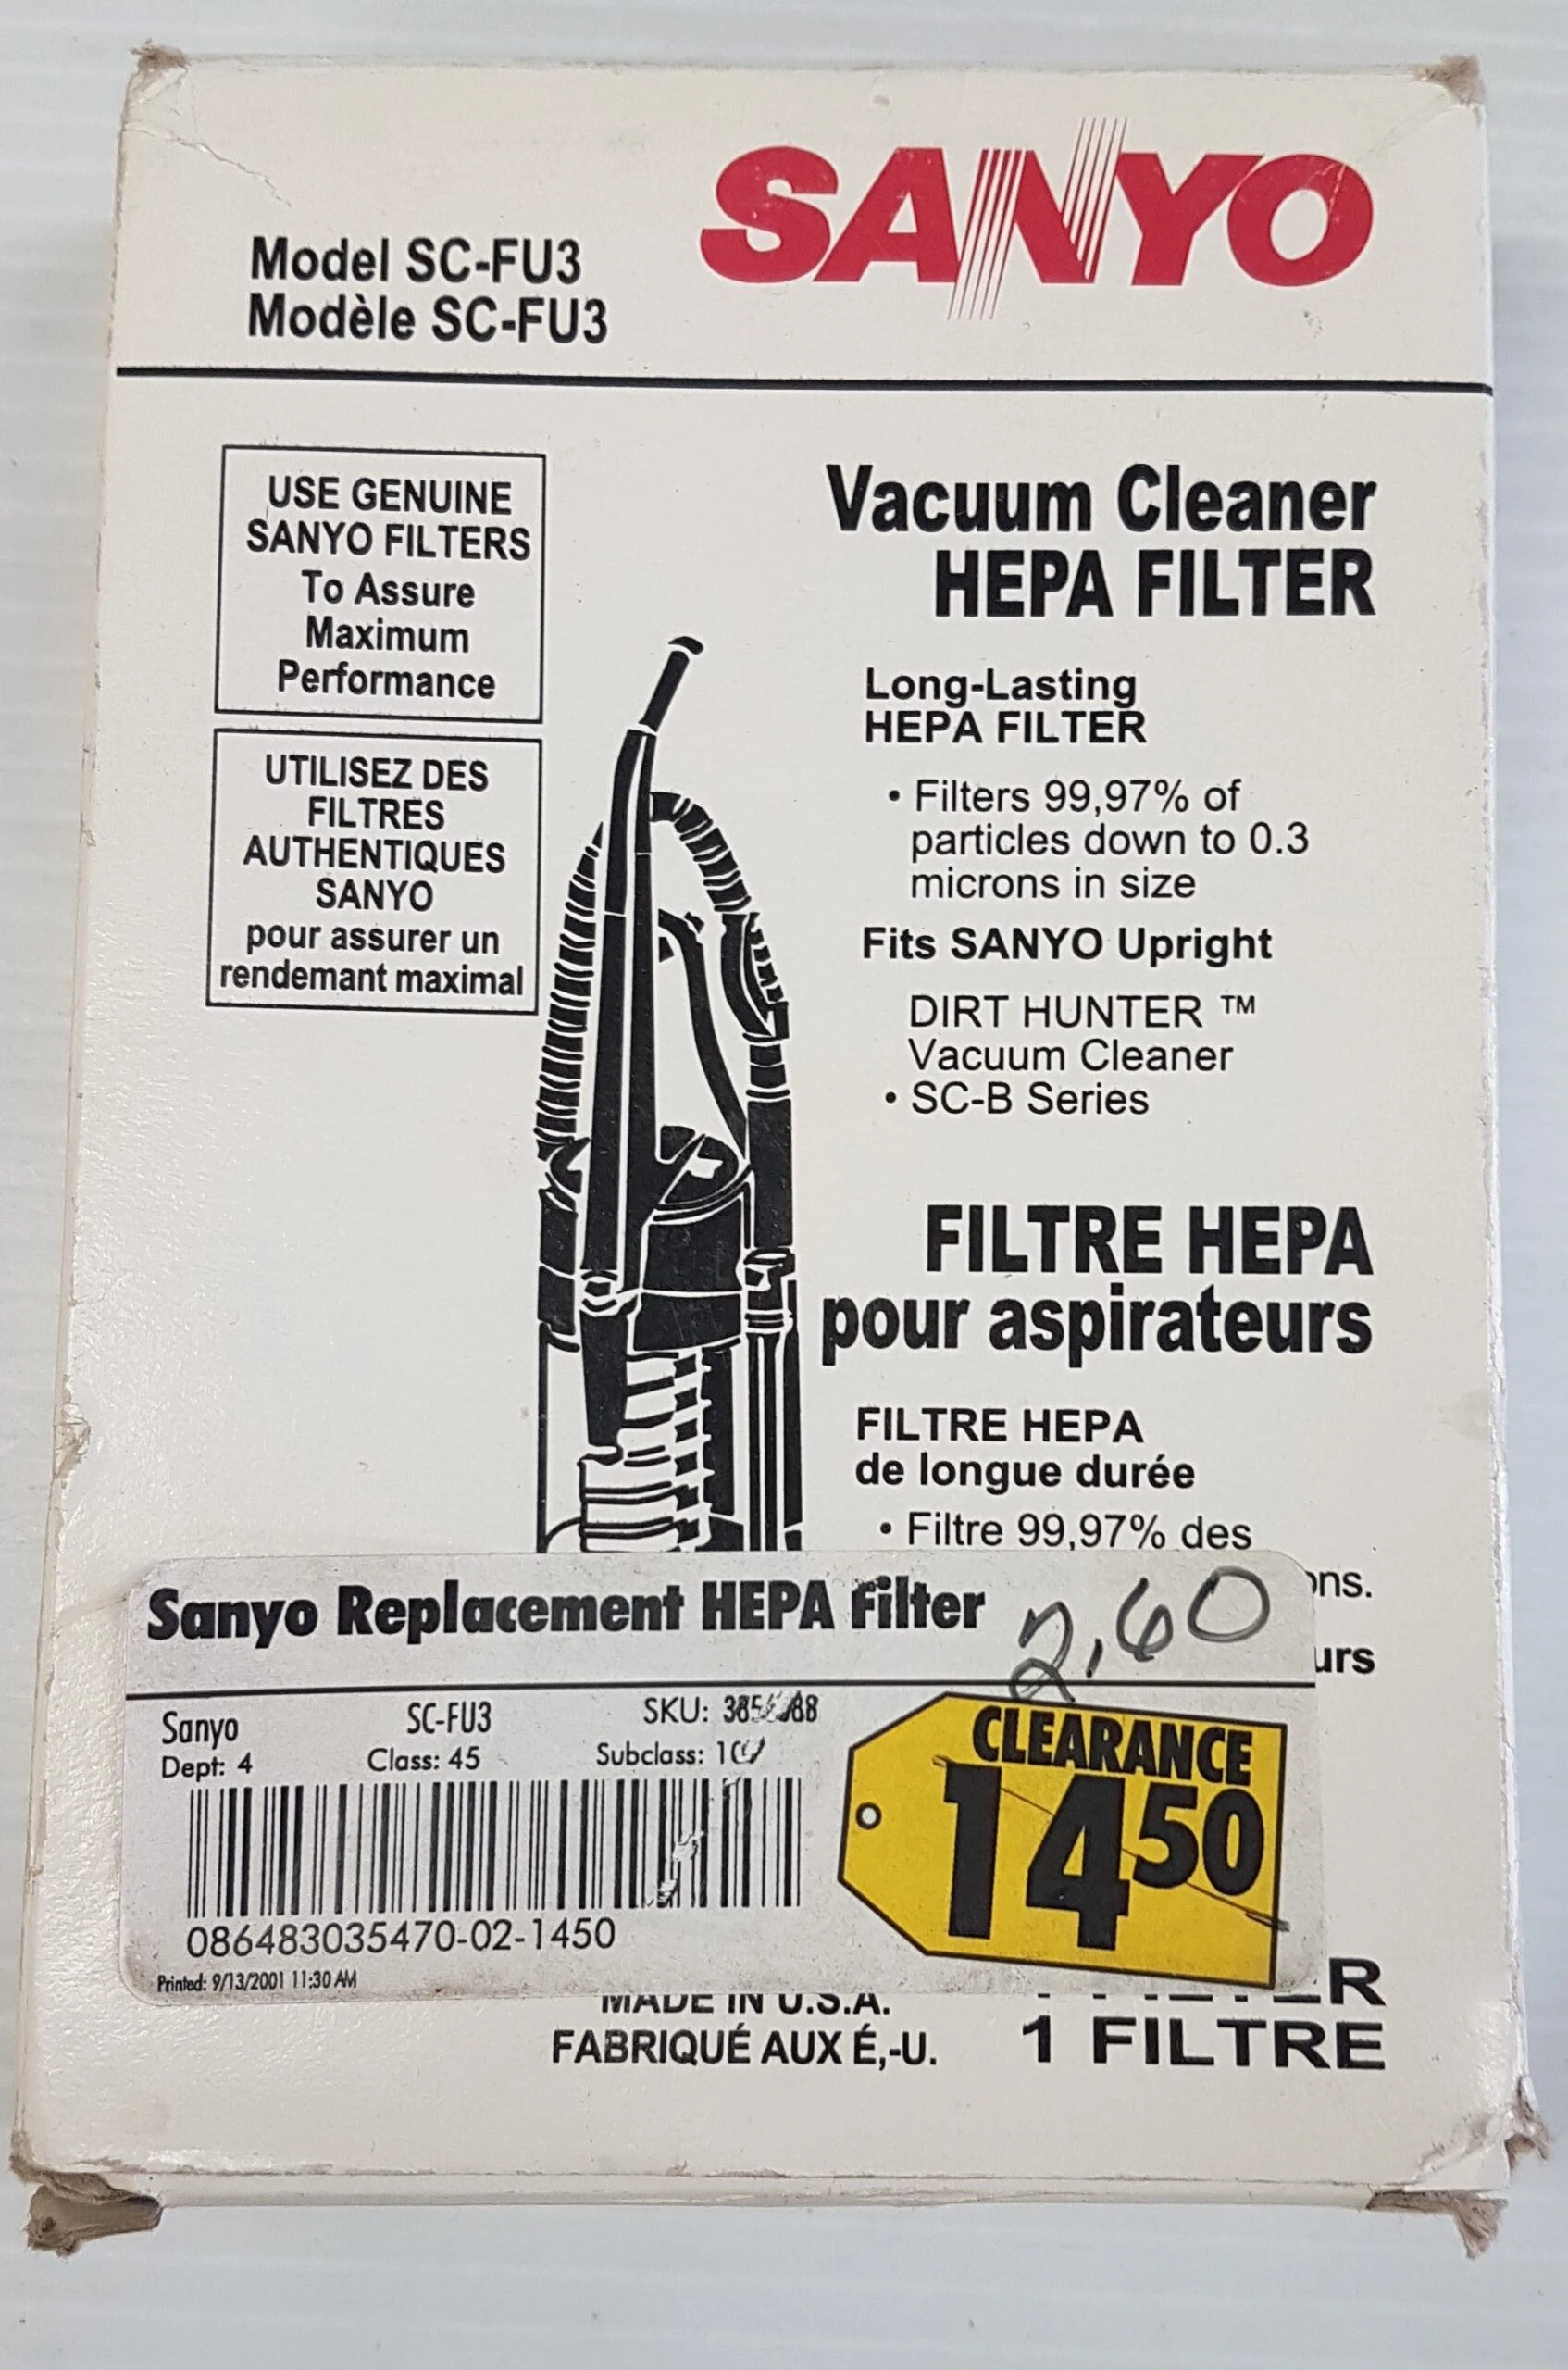 SANYO
Model SC-FU3
Modèle SC-FU3
USE GENUINE
SANYO FILTERS
To Assure
Maximum
Performance
UTILISEZ DES
FILTRES
AUTHENTIQUES
SANYO
pour assurer un
rendemant maximal
Vacuum Cleaner
HEPA FILTER
Long-Lasting
HEPA FILTER
• Filters 99,97% of
particles down to 0.3
microns in size
Fits SANYO Upright
DIRT HUNTER ™
Vacuum Cleaner
• SC-B Series
FILTRE HEPA
pour aspirateurs
FILTRE HEPA
de longue durée
• Filtre 99,97% des
Sanyo Replacement HEPA Filter
2,60
Sanyo SC-FU3 SKU:
Dept: 4 Class: 45 Subclass:
CLEARANCE
14 50
086483035470-02-1450
Printed: 9/13/2001 11:30 AM
MADE IN U.S.A.
FABRIQUÉ AUX É,-U.
1 FILTRE